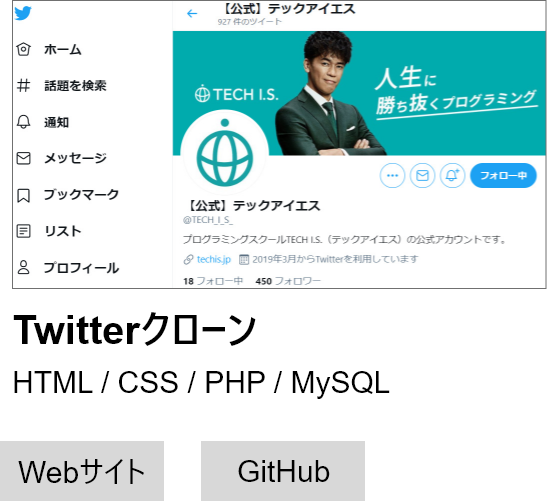 【公式】テックアイエス
927 件のツイート
ホーム
話題を検索
通知
メッセージ
ブックマーク
リスト
プロフィール
TECH I.S.
人生に
勝ち抜くプログラミング
フォロー中
【公式】テックアイエス
@TECH_I_S_
プログラミングスクールTECH I.S.（テックアイエス）の公式アカウントです。
techis.jp 2019年3月からTwitterを利用しています
18 フォロー中 450 フォロワー
Twitterクローン
HTML / CSS / PHP / MySQL
Webサイト GitHub